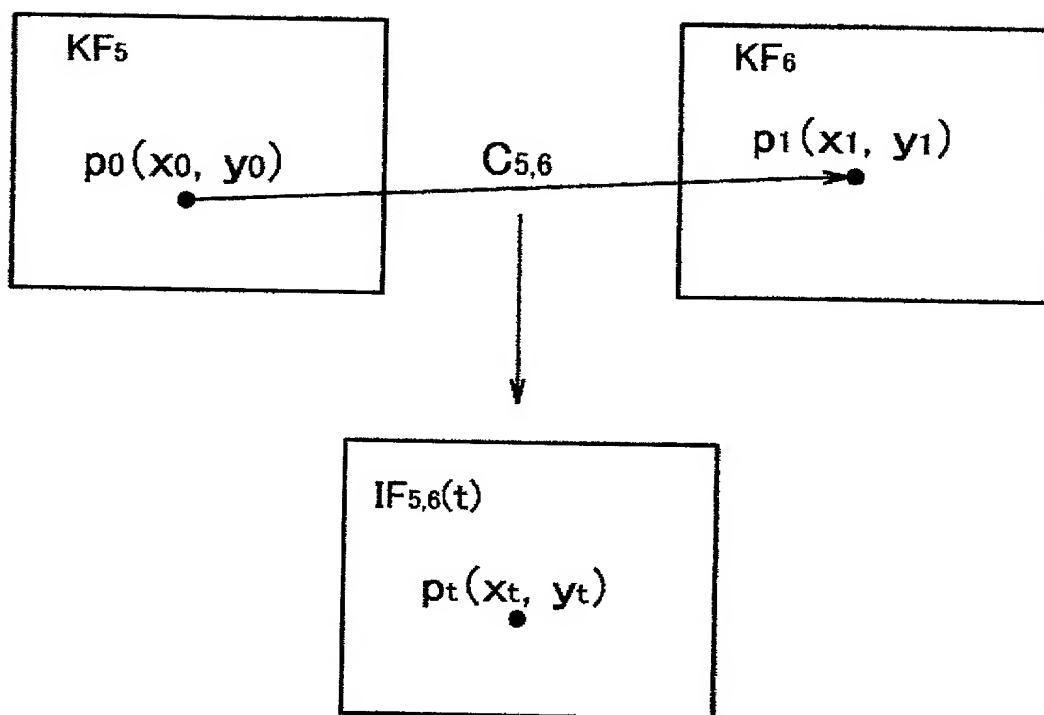 KF5
KF6
p0(x0, y0)
C5,6
p1(x1, y1)
IF5,6(t)
pt(xt, yt)